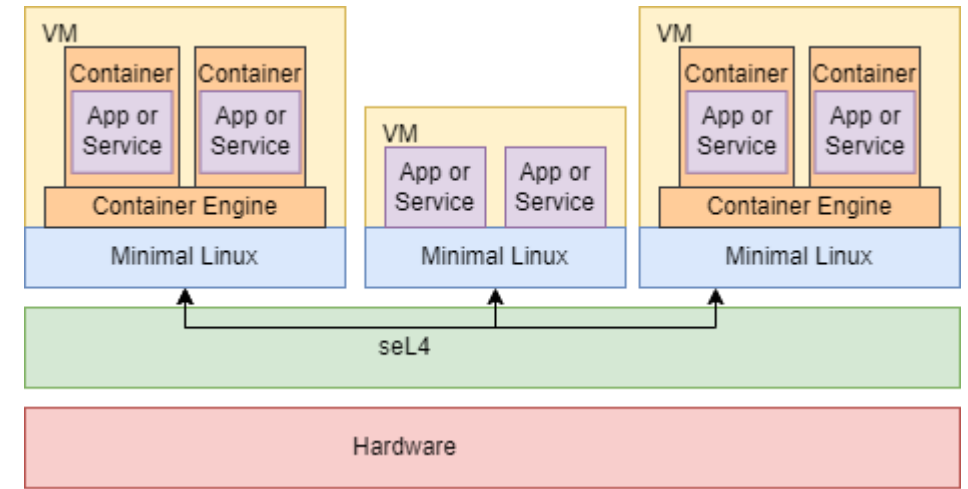 VM
Container
App or
Service
Container
App or
Service
Container Engine
Minimal Linux
VM
App or
Service
App or
Service
Minimal Linux
VM
Container
App or
Service
Container
App or
Service
Container Engine
Minimal Linux
seL4
Hardware